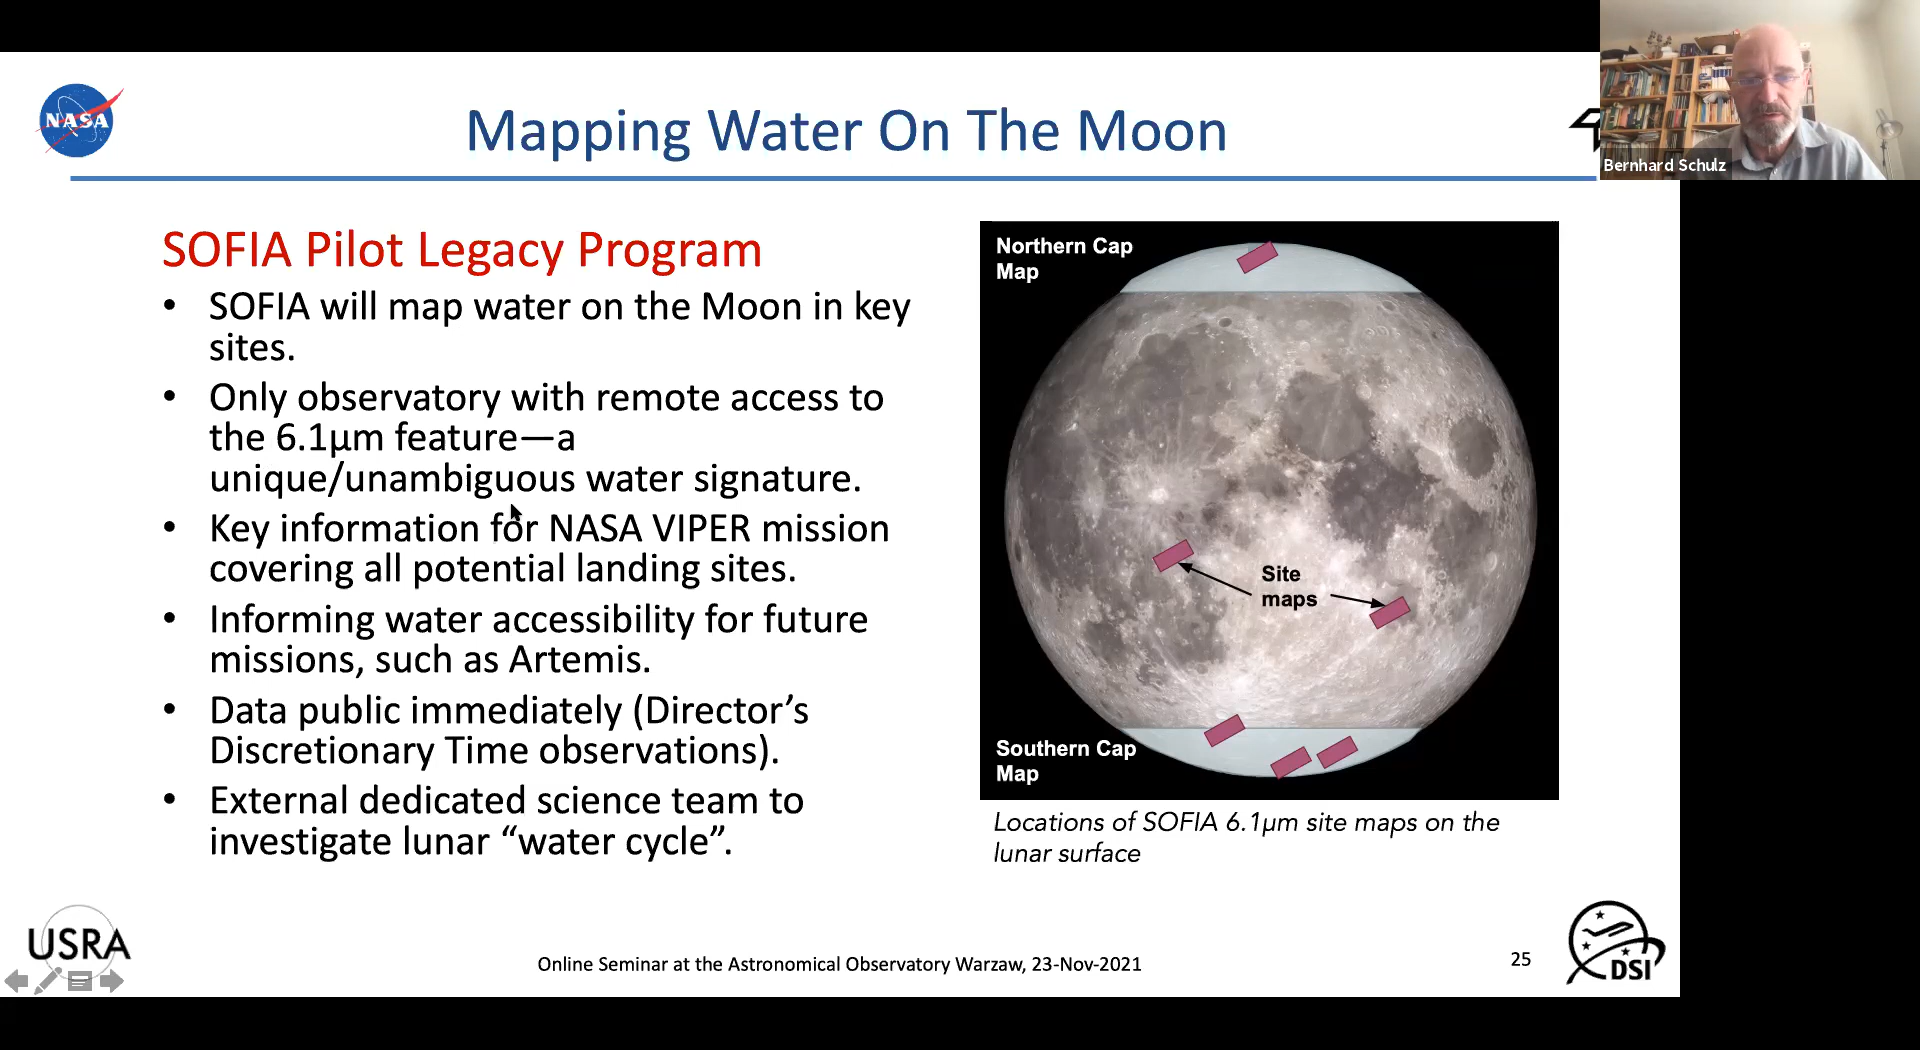 NASA
Mapping Water On The Moon
Bernhard Schulz
SOFIA Pilot Legacy Program
• SOFIA will map water on the Moon in key
sites.
• Only observatory with remote access to
the 6.1µm feature—a
unique/unambiguous water signature.
• Key information for NASA VIPER mission
covering all potential landing sites.
• Informing water accessibility for future
missions, such as Artemis.
• Data public immediately (Director’s
Discretionary Time observations).
• External dedicated science team to
investigate lunar “water cycle”.
Northern Cap
Map
Site
maps
Southern Cap
Map
Locations of SOFIA 6.1µm site maps on the
lunar surface
USRA
Online Seminar at the Astronomical Observatory Warzaw, 23-Nov-2021
25
DSI